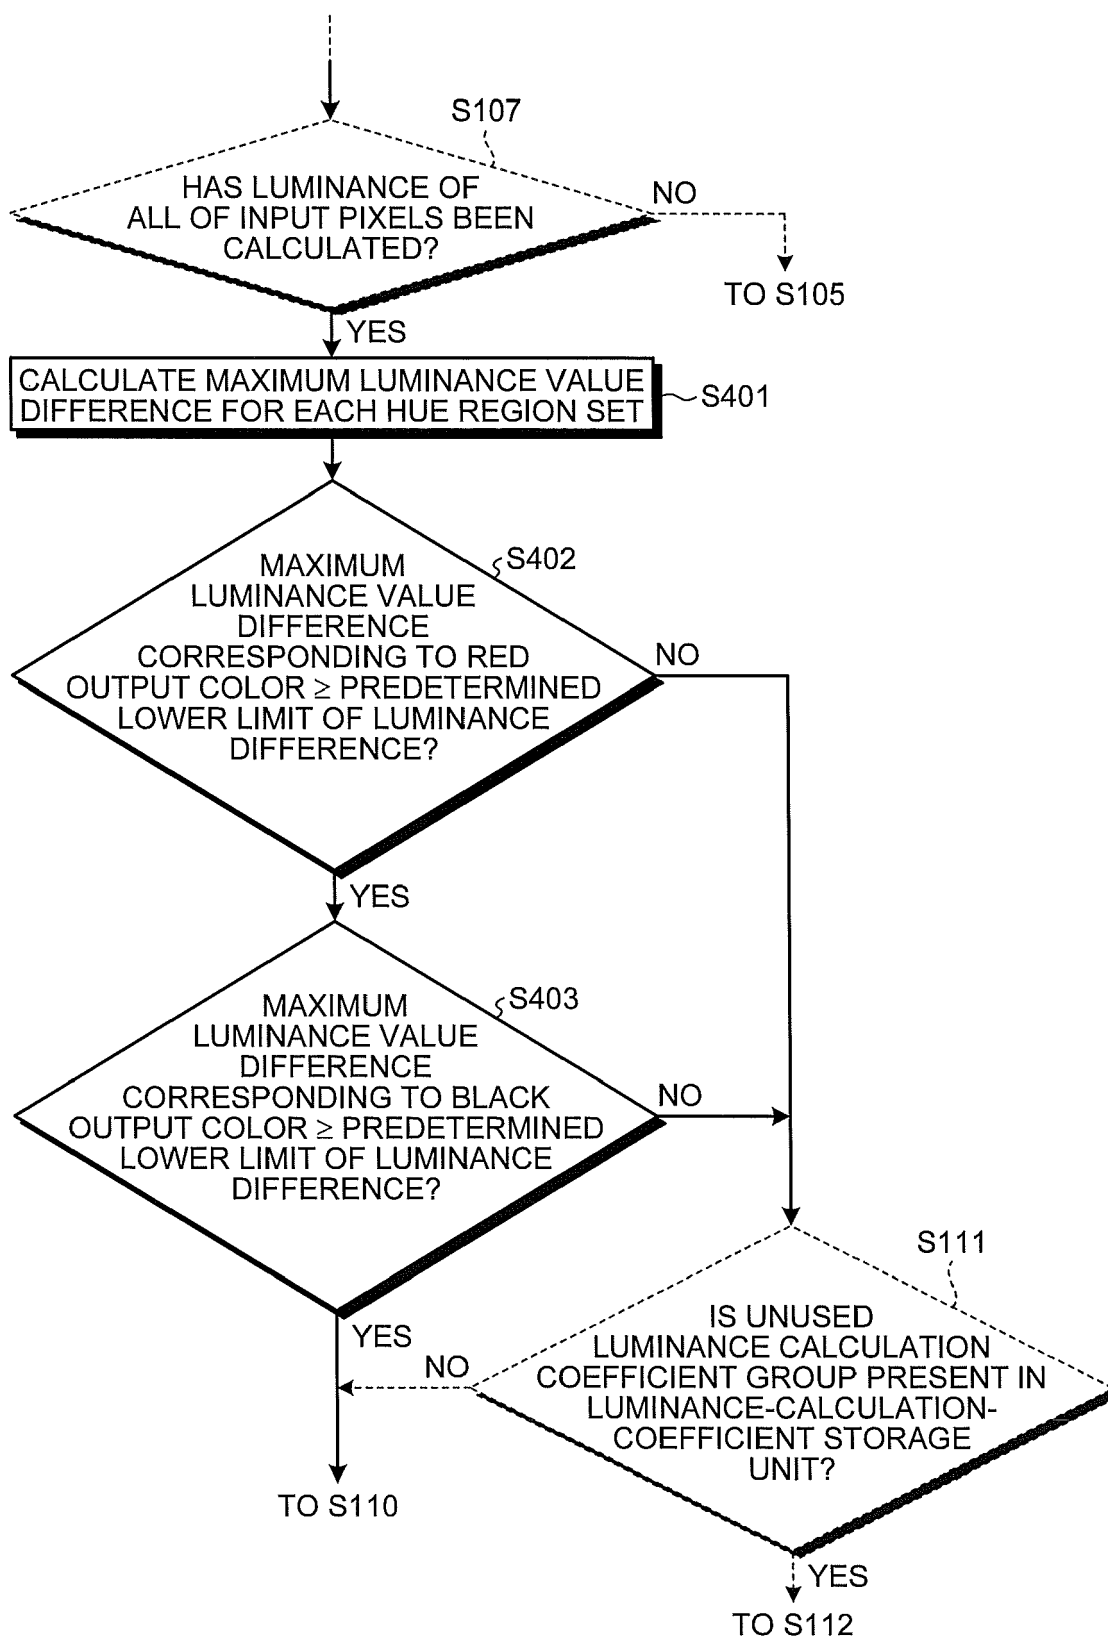 S107
HAS LUMINANCE OF
ALL OF INPUT PIXELS BEEN
CALCULATED?
NO
TO S105
YES
CALCULATE MAXIMUM LUMINANCE VALUE
DIFFERENCE FOR EACH HUE REGION SET
S401
S402
MAXIMUM
LUMINANCE VALUE
DIFFERENCE
CORRESPONDING TO RED
OUTPUT COLOR ≥ PREDETERMINED
LOWER LIMIT OF LUMINANCE
DIFFERENCE?
NO
YES
S403
MAXIMUM
LUMINANCE VALUE
DIFFERENCE
CORRESPONDING TO BLACK
OUTPUT COLOR ≥ PREDETERMINED
LOWER LIMIT OF LUMINANCE
DIFFERENCE?
NO
YES
S111
IS UNUSED
LUMINANCE CALCULATION
COEFFICIENT GROUP PRESENT IN
LUMINANCE-CALCULATION-
COEFFICIENT STORAGE
UNIT?
NO
TO S110
YES
TO S112